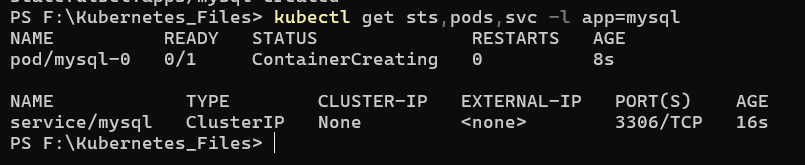 PS F:\Kubernetes_Files> kubectl get sts,pods,svc -l app=mysql
NAME READY STATUS RESTARTS AGE
pod/mysql-0 0/1 ContainerCreating 0 8s
NAME TYPE CLUSTER-IP EXTERNAL-IP PORT(S) AGE
service/mysql ClusterIP None <none> 3306/TCP 16s
PS F:\Kubernetes_Files>